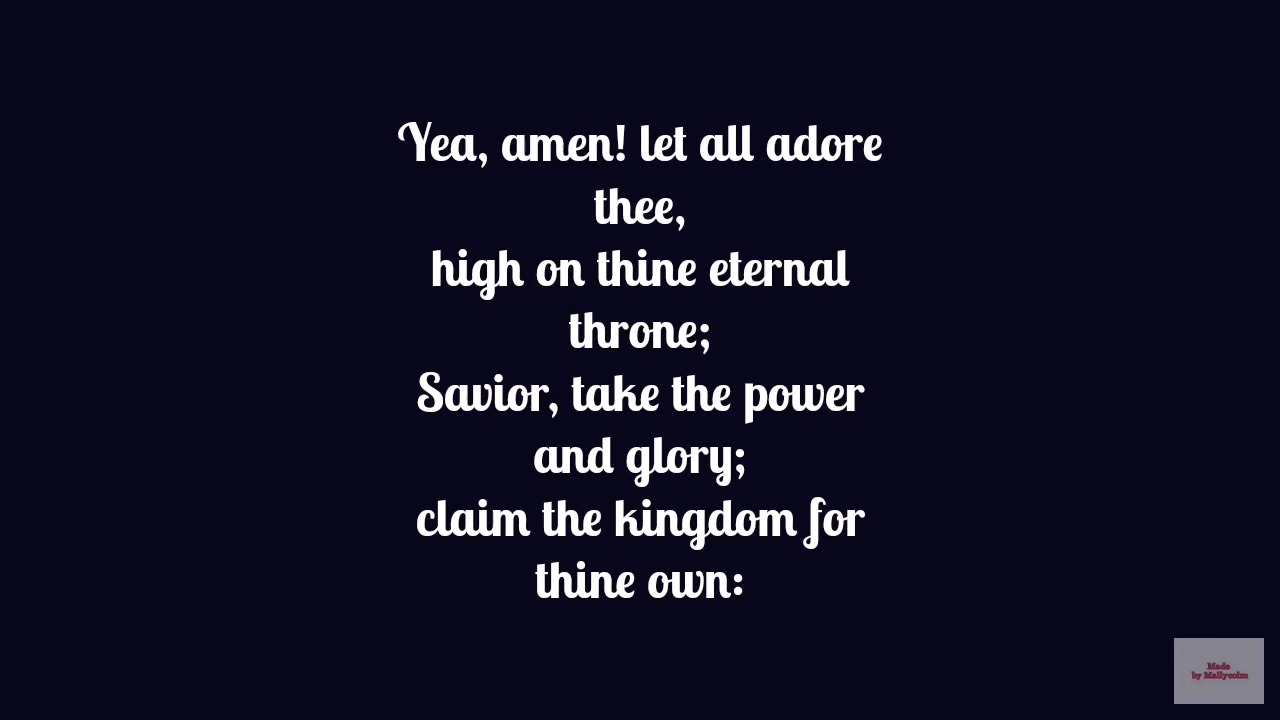 Yea, amen! let all adore
thee,
high on thine eternal
throne;
Savior, take the power
and glory;
claim the kingdom for
thine own:
Made
by Mallycolm